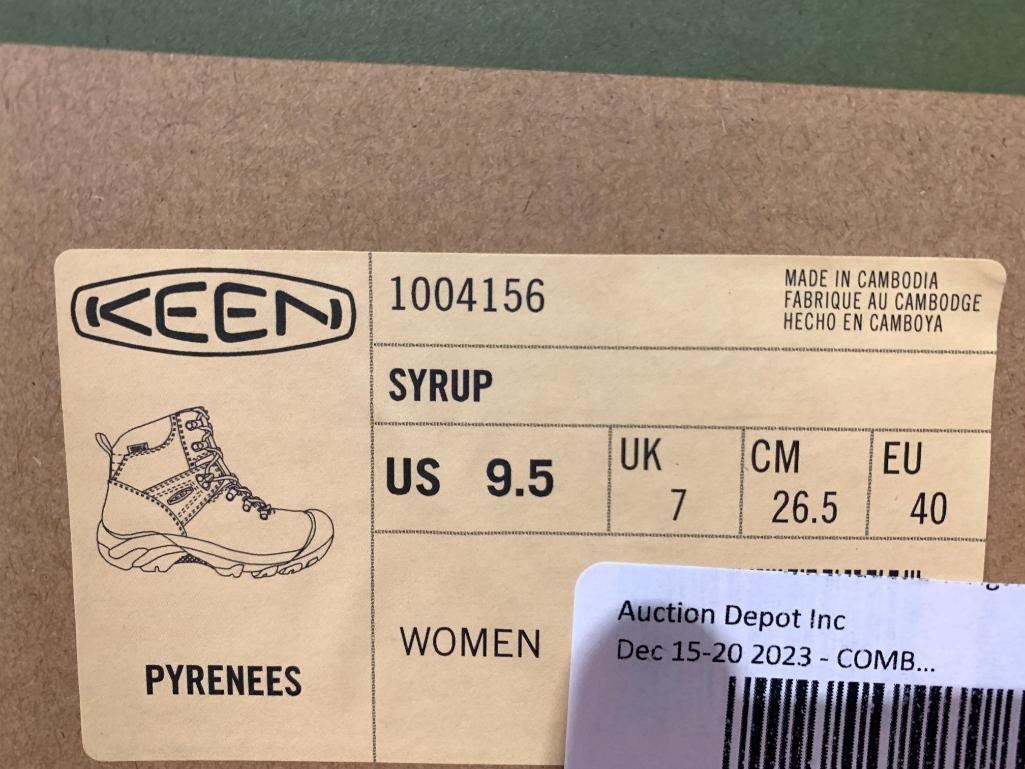 KEEN
1004156
MADE IN CAMBODIA
FABRIQUE AU CAMBODGE
HECHO EN CAMBOYA
SYRUP
US 9.5
UK 7
CM 26.5
EU 40
WOMEN
PYRENEES
Auction Depot Inc
Dec 15-20 2023 - COMB...